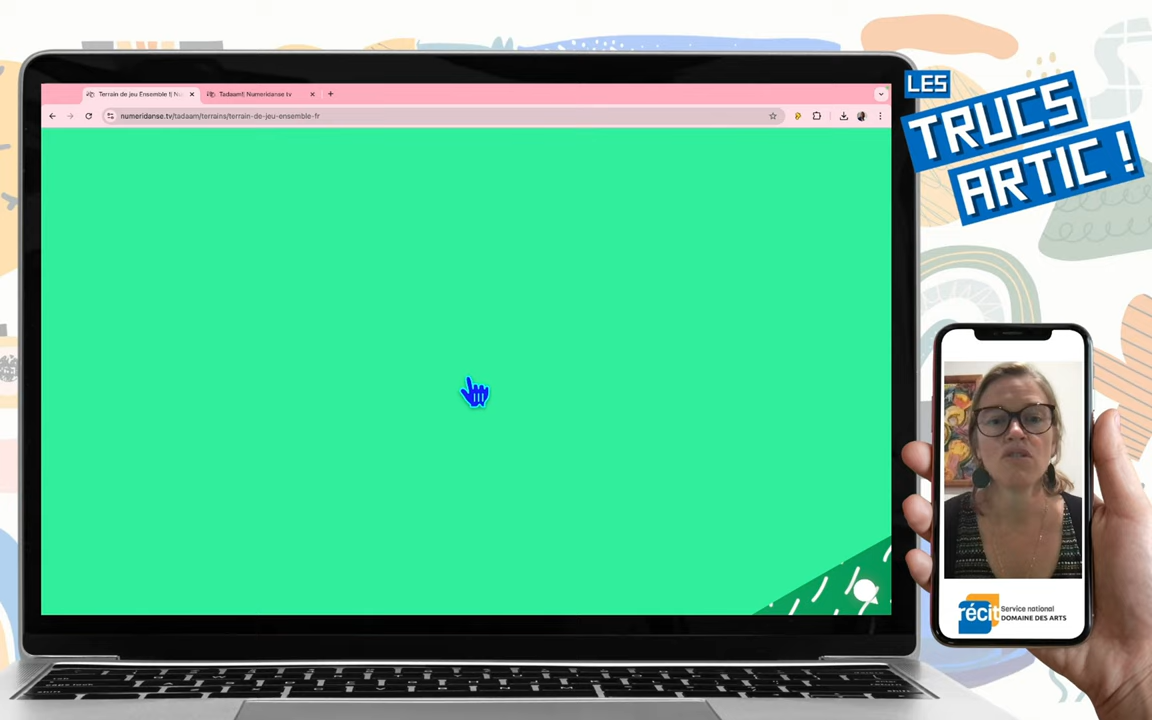 Terrain de jeu Ensemble !| Nu
Tadaam!| Numeridanse tv
numeridanse.tv/tadaam/terrains/terrain-de-jeu-ensemble-fr
LES
TRUCS
ARTIC !
récit
Service national
DOMAINE DES ARTS